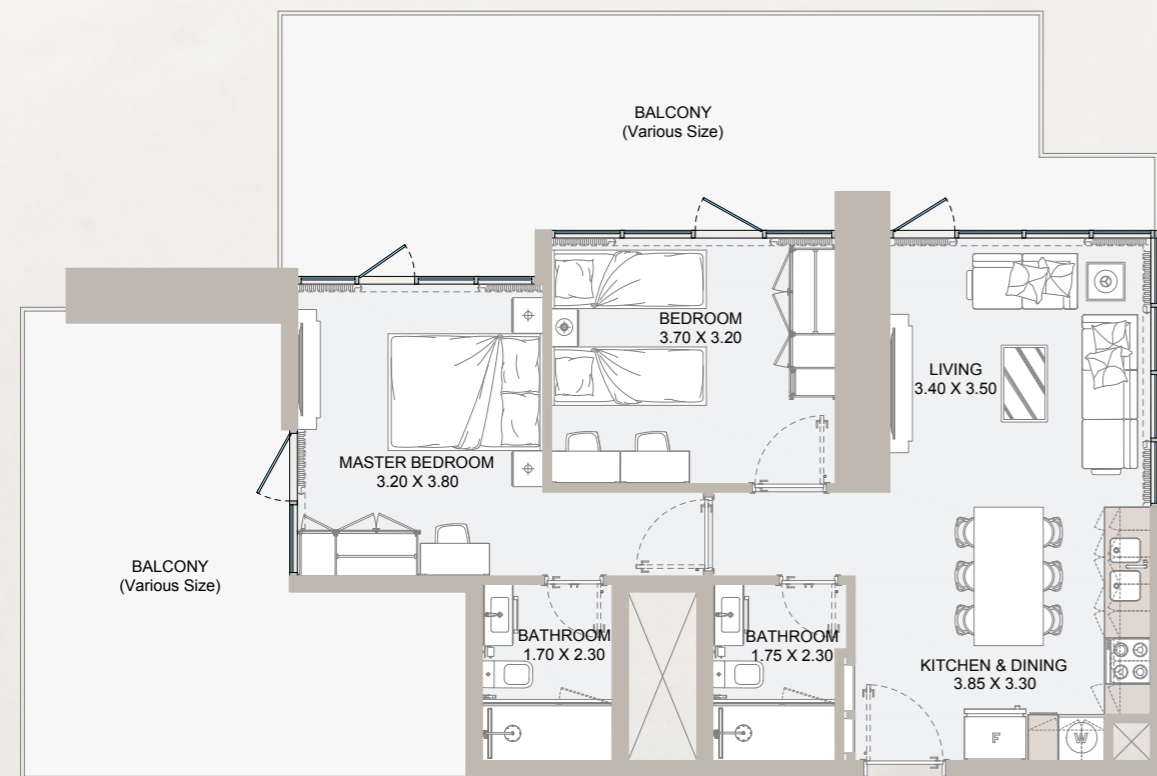 BALCONY
(Various Size)
BEDROOM
3.70 X 3.20
LIVING
3.40 X 3.50
MASTER BEDROOM
3.20 X 3.80
BALCONY
(Various Size)
BATHROOM
1.70 X 2.30
BATHROOM
1.75 X 2.30
KITCHEN & DINING
3.85 X 3.30
F
W